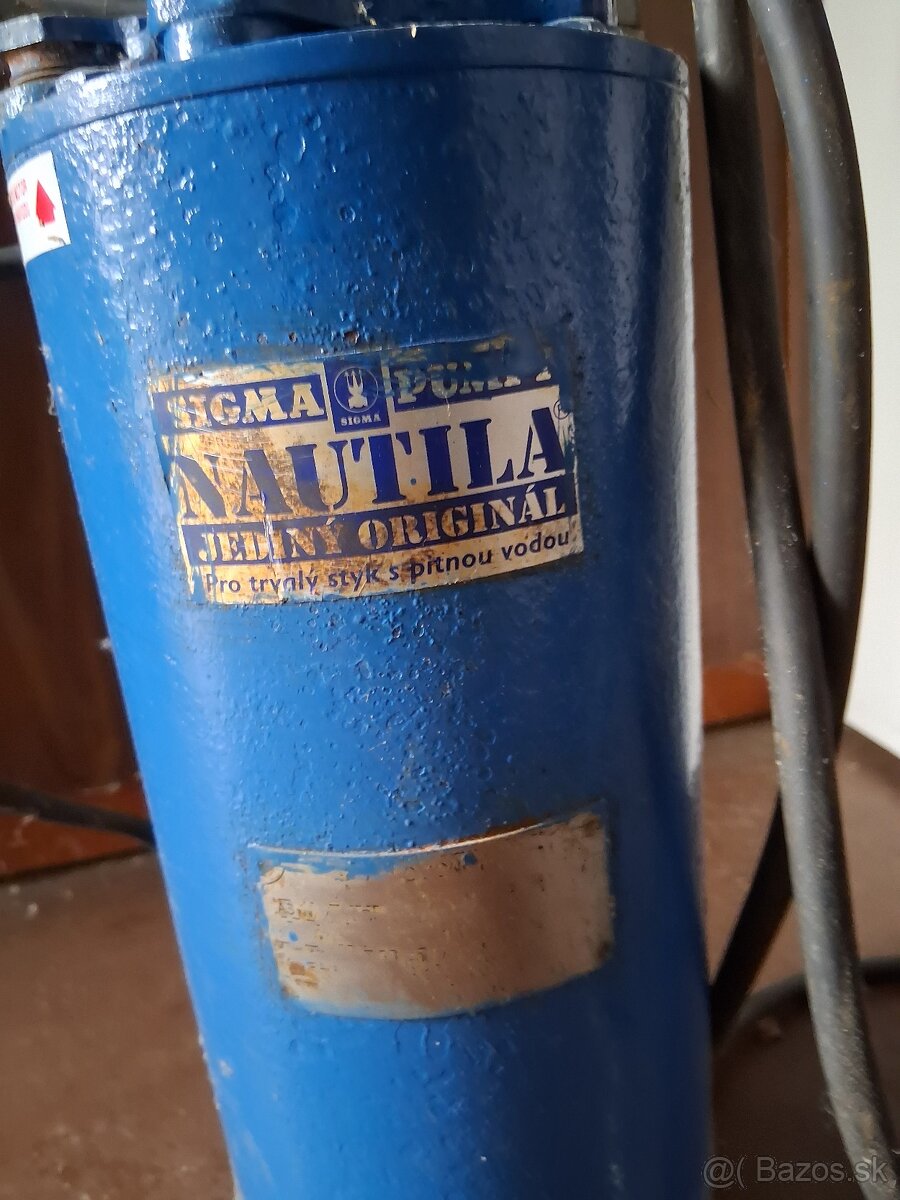 SIGMA SIGMA PUMPY
NAUTILA
JEDINÝ ORIGINÁL
Pro trvalý styk s pitnou vodou
@( Bazos.sk